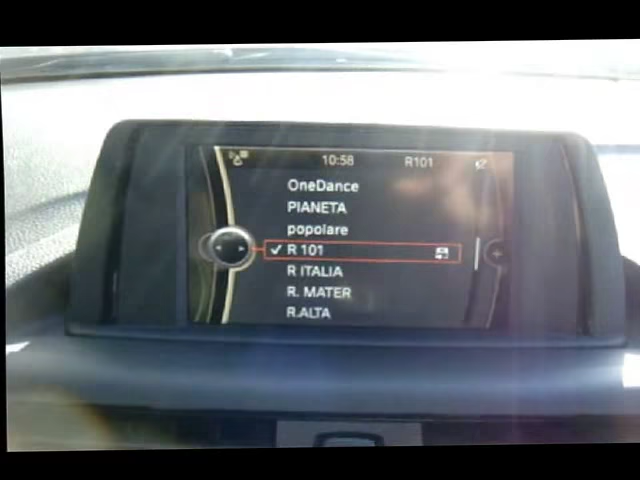 10:58 R101
OneDance
PIANETA
popolare
R 101
R ITALIA
R. MATER
R.ALTA